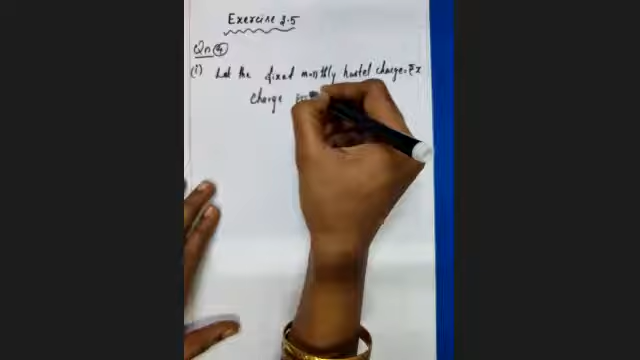 Exercise 3.5
Qn 4
(i) Let the fixed monthly hostel charge = ₹x
charge